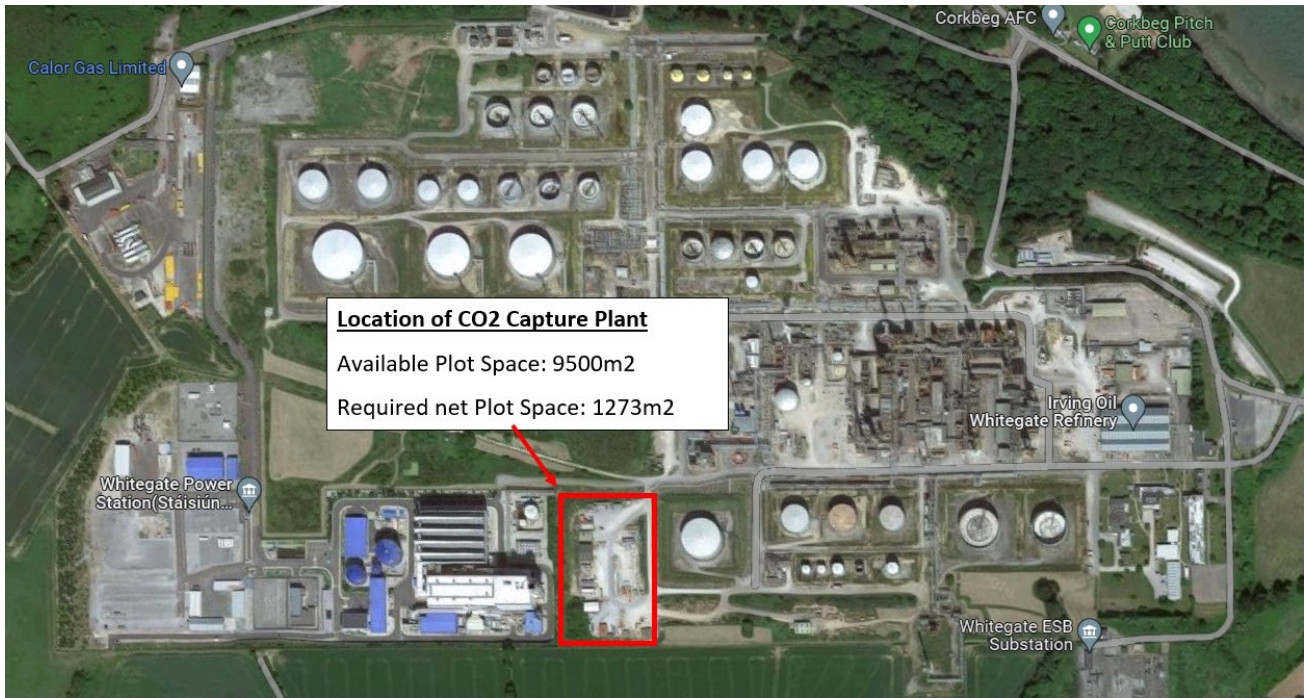 Corkbeg AFC
Corkbeg Pitch
& Putt Club
Calor Gas Limited
Location of CO2 Capture Plant
Available Plot Space: 9500m2
Required net Plot Space: 1273m2
Irving Oil
Whitegate Refinery
Whitegate Power
Station(Stáisiún...
Whitegate ESB
Substation